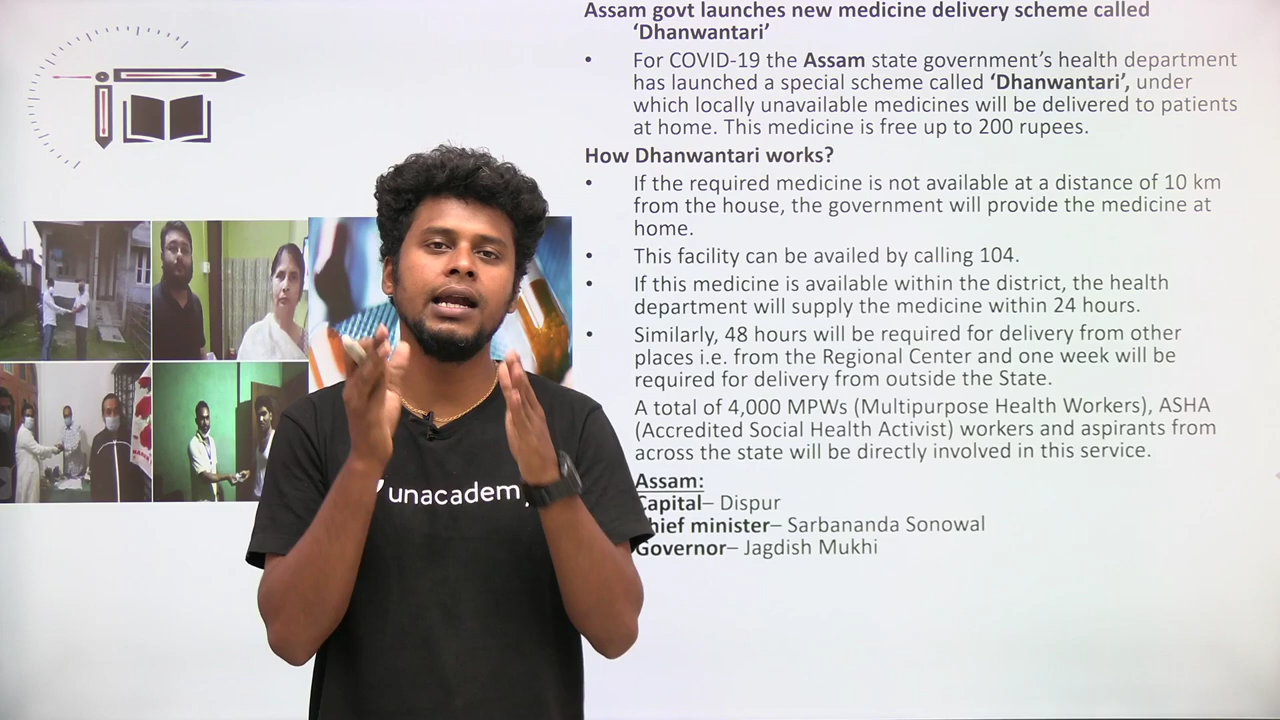 Assam govt launches new medicine delivery scheme called
‘Dhanwantari’
• For COVID-19 the Assam state government’s health department
has launched a special scheme called ‘Dhanwantari’, under
which locally unavailable medicines will be delivered to patients
at home. This medicine is free up to 200 rupees.
How Dhanwantari works?
• If the required medicine is not available at a distance of 10 km
from the house, the government will provide the medicine at
home.
• This facility can be availed by calling 104.
• If this medicine is available within the district, the health
department will supply the medicine within 24 hours.
• Similarly, 48 hours will be required for delivery from other
places i.e. from the Regional Center and one week will be
required for delivery from outside the State.
A total of 4,000 MPWs (Multipurpose Health Workers), ASHA
(Accredited Social Health Activist) workers and aspirants from
across the state will be directly involved in this service.
Assam:
Capital– Dispur
hief minister– Sarbananda Sonowal
Governor– Jagdish Mukhi
unacadem